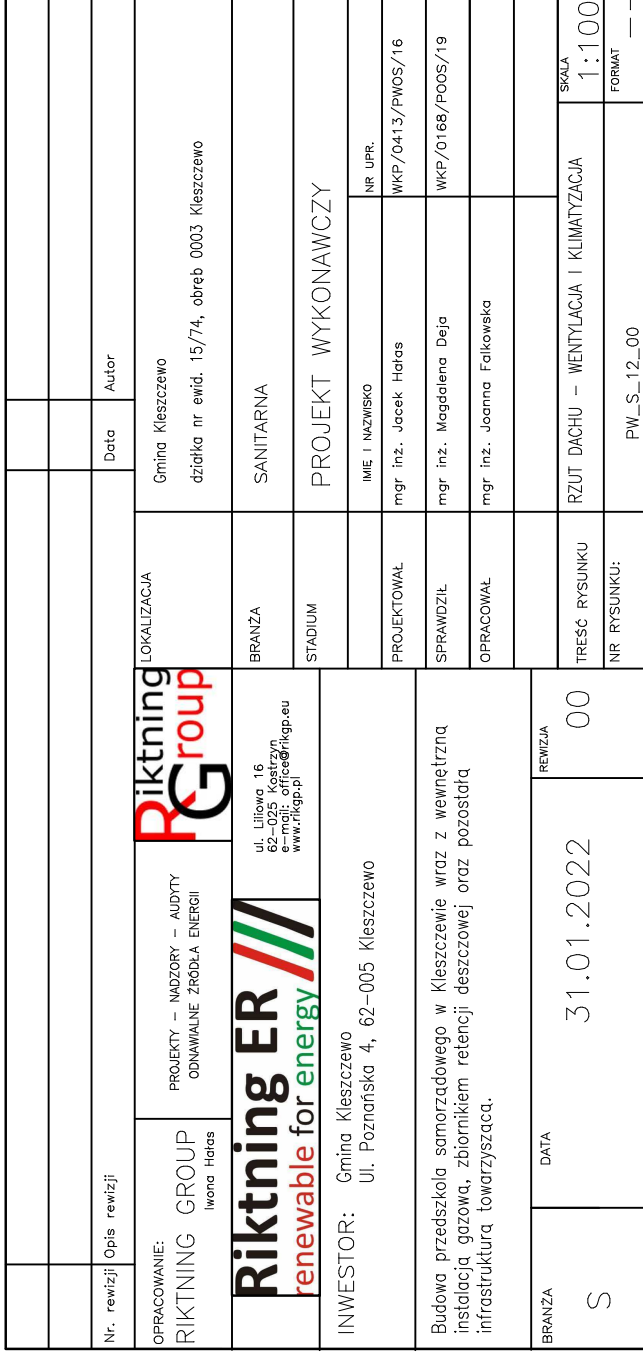 Nr. rewizji Opis rewizji Data Autor
OPRACOWANIE:
RIKTNING GROUP
Iwona Hałas
PROJEKTY – NADZORY – AUDYTY
ODNAWIALNE ŹRÓDŁA ENERGII
Riktning
Group
Riktning ER
renewable for energy
ul. Liliowa 16
62-025 Kostrzyn
e-mail: office@rikgp.eu
www.rikgp.pl
INWESTOR: Gmina Kleszczewo
Ul. Poznańska 4, 62-005 Kleszczewo
Budowa przedszkola samorządowego w Kleszczewie wraz z wewnętrzną
instalacją gazową, zbiornikiem retencji deszczowej oraz pozostałą
infrastrukturą towarzyszącą.
BRANŻA
S
DATA
31.01.2022
REWIZJA
00
LOKALIZACJA
Gmina Kleszczewo
działka nr ewid. 15/74, obreb 0003 Kleszczewo
BRANŻA SANITARNA
STADIUM PROJEKT WYKONAWCZY
IMIĘ I NAZWISKO NR UPR.
PROJEKTOWAŁ mgr inż. Jacek Hałas WKP/0413/PWOS/16
SPRAWDZIŁ mgr inż. Magdalena Deja WKP/0168/POOS/19
OPRACOWAŁ mgr inż. Joanna Falkowska
TREŚĆ RYSUNKU RZUT DACHU – WENTYLACJA I KLIMATYZACJA
SKALA
1:100
NR RYSUNKU: PW_S_12_00
FORMAT
--